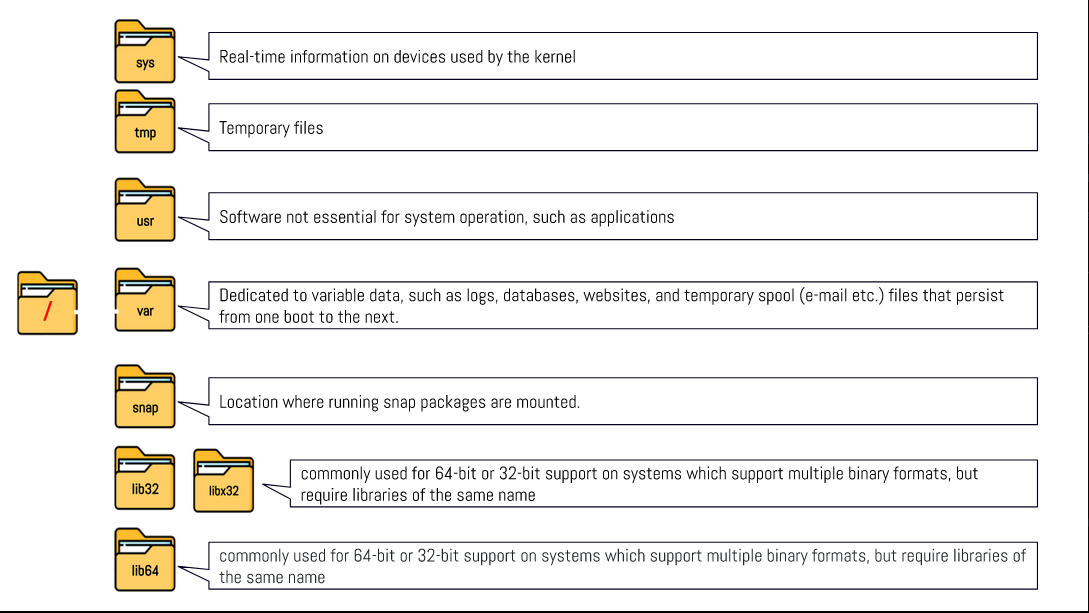 sys
Real-time information on devices used by the kernel
tmp
Temporary files
usr
Software not essential for system operation, such as applications
/
var
Dedicated to variable data, such as logs, databases, websites, and temporary spool (e-mail etc.) files that persist
from one boot to the next.
snap
Location where running snap packages are mounted.
lib32
libx32
commonly used for 64-bit or 32-bit support on systems which support multiple binary formats, but
require libraries of the same name
lib64
commonly used for 64-bit or 32-bit support on systems which support multiple binary formats, but require libraries of
the same name